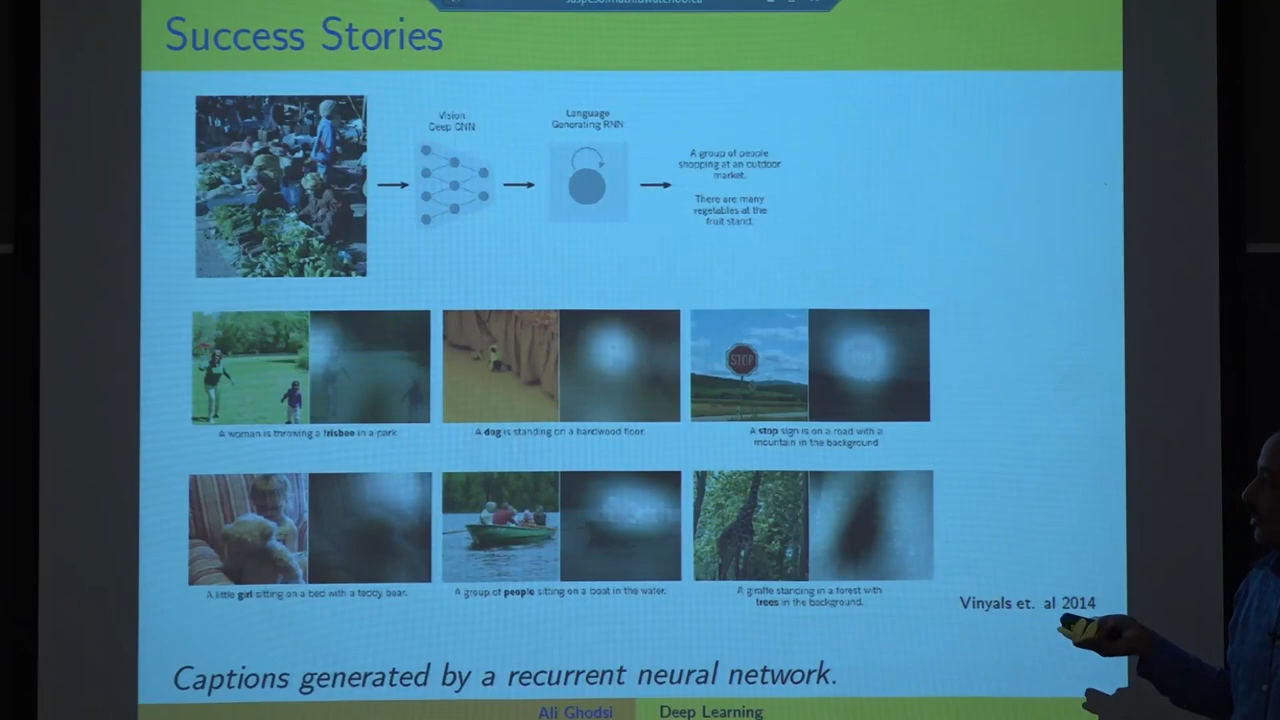 Success Stories
Vision
Deep CNN
Language
Generating RNN
A group of people
shopping at an outdoor
market.
There are many
vegetables at the
fruit stand.
A woman is throwing a frisbee in a park.
A dog is standing on a hardwood floor.
STOP
A stop sign is on a road with a
mountain in the background
A little girl sitting on a bed with a teddy bear.
A group of people sitting on a boat in the water.
A giraffe standing in a forest with
trees in the background.
Vinyals et. al 2014
Captions generated by a recurrent neural network.
Ali Ghodsi
Deep Learning